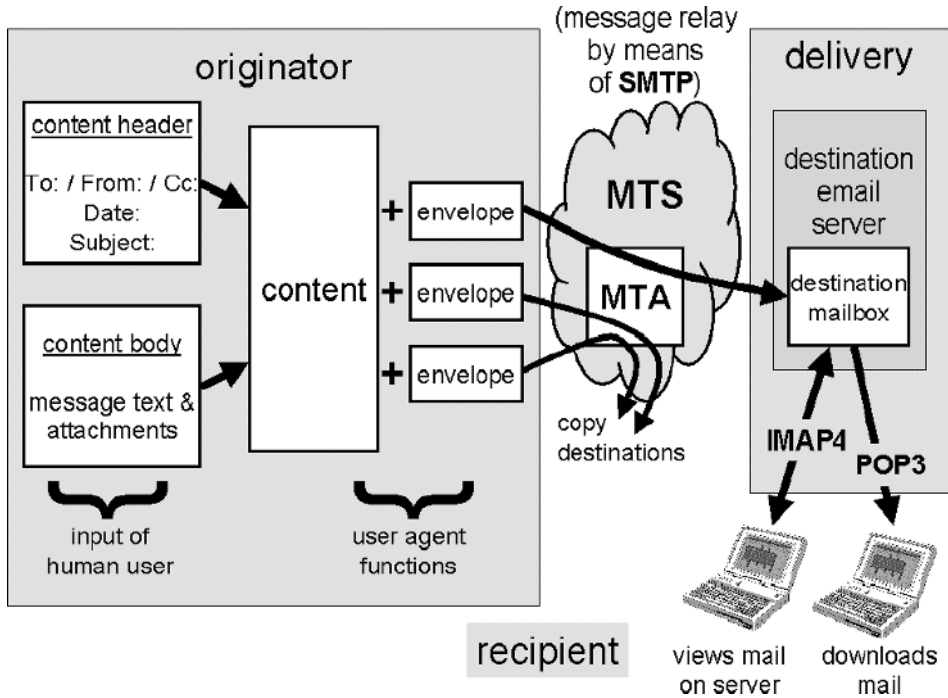 originator
content header
To: / From: / Cc:
Date:
Subject:
content body
message text &
attachments
input of
human user
content
+ envelope
+ envelope
+ envelope
user agent
functions
(message relay
by means
of SMTP)
MTS
MTA
copy
destinations
delivery
destination
email
server
destination
mailbox
IMAP4
POP3
recipient
views mail
on server
downloads
mail